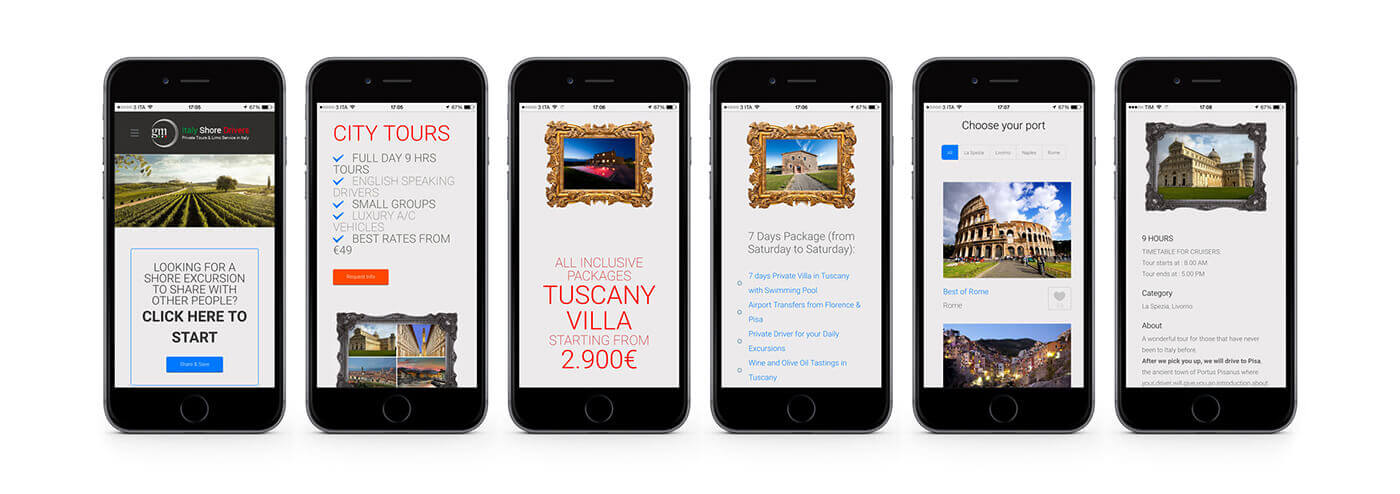 3 ITA 17:05 67%
gm Italy Shore Drivers
Private Tours & Limo Service in Italy
LOOKING FOR A
SHORE EXCURSION
TO SHARE WITH
OTHER PEOPLE?
CLICK HERE TO
START
Share & Save
3 ITA 17:05 67%
CITY TOURS
FULL DAY 9 HRS
TOURS
ENGLISH SPEAKING
DRIVERS
SMALL GROUPS
LUXURY A/C
VEHICLES
BEST RATES FROM
€49
Request Info
3 ITA 17:06 67%
ALL INCLUSIVE
PACKAGES
TUSCANY
VILLA
STARTING FROM
2.900€
3 ITA 17:06 67%
7 Days Package (from
Saturday to Saturday):
7 days Private Villa in Tuscany
with Swimming Pool
Airport Transfers from Florence &
Pisa
Private Driver for your Daily
Excursions
Wine and Olive Oil Tastings in
Tuscany
3 ITA 17:07 67%
Choose your port
All La Spezia Livorno Naples Rome
Best of Rome
Rome
TIM 17:08 67%
9 HOURS
TIMETABLE FOR CRUISERS:
Tour starts at : 8.00 AM
Tour ends at : 5.00 PM
Category
La Spezia, Livorno
About
A wonderful tour for those that have never
been to Italy before.
After we pick you up, we will drive to Pisa,
the ancient town of Portus Pisanus where
your driver will give you an introduction about